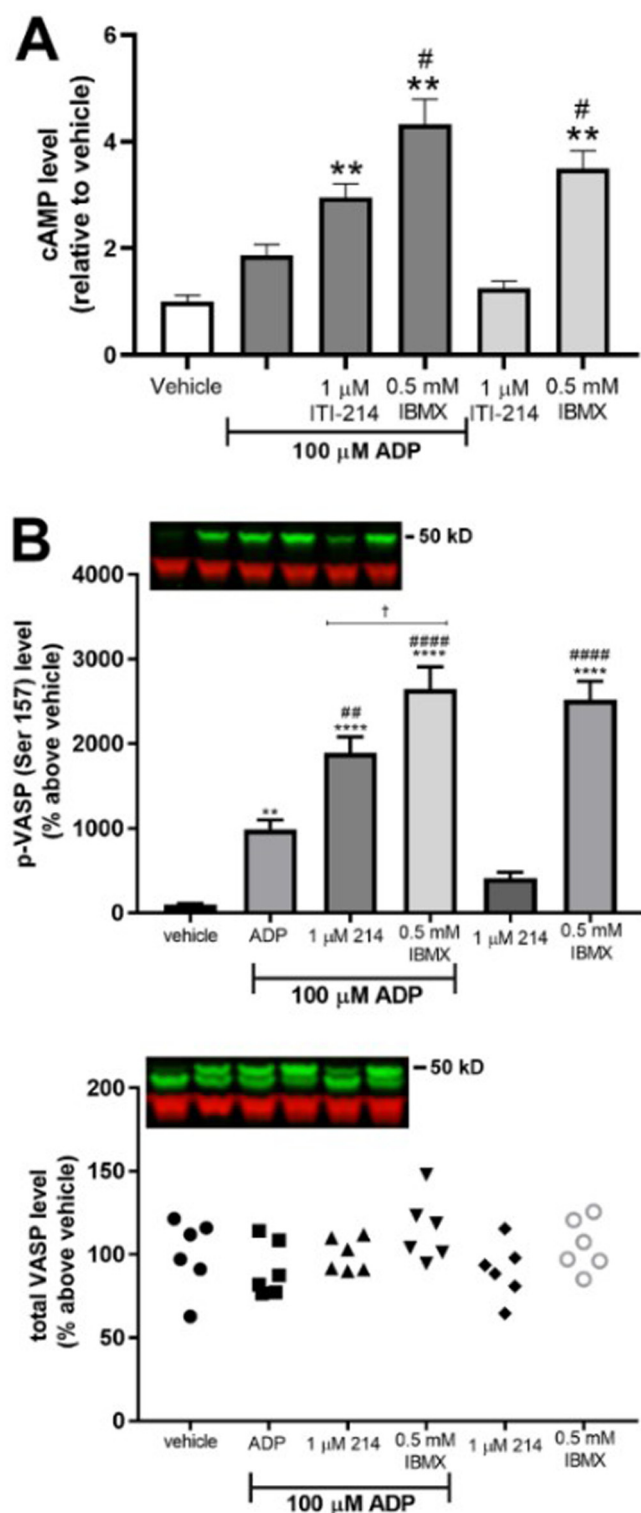 A
cAMP level
(relative to vehicle)
6
4
2
0
**
#
**
#
**
Vehicle
1 μM
ITI-214
0.5 mM
IBMX
1 μM
ITI-214
0.5 mM
IBMX
100 μM ADP
B
50 kD
p-VASP (Ser 157) level
(% above vehicle)
4000
3000
2000
1000
0
**
##
****
†
####
****
####
****
vehicle
ADP
1 μM 214
0.5 mM
IBMX
1 μM 214
0.5 mM
IBMX
100 μM ADP
50 kD
total VASP level
(% above vehicle)
200
150
100
50
0
vehicle
ADP
1 μM 214
0.5 mM
IBMX
1 μM 214
0.5 mM
IBMX
100 μM ADP